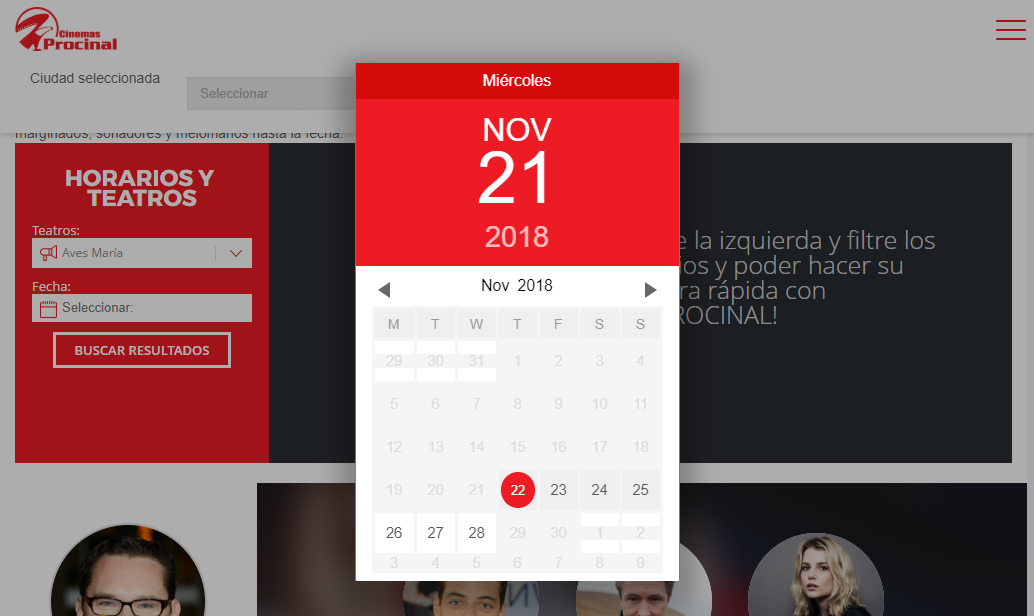 Cinemas
Procinal
Ciudad seleccionada
Seleccionar
marginados, soñadores y melómanos hasta la fecha.
HORARIOS Y
TEATROS
Teatros:
Aves María
Fecha:
Seleccionar:
BUSCAR RESULTADOS
Miércoles
NOV
21
2018
Nov 2018
M T W T F S S
29 30 31 1 2 3 4
5 6 7 8 9 10 11
12 13 14 15 16 17 18
19 20 21 22 23 24 25
26 27 28 29 30 1 2
3 4 5 6 7 8 9
e la izquierda y filtre los
ios y poder hacer su
ra rápida con
ROCINAL!